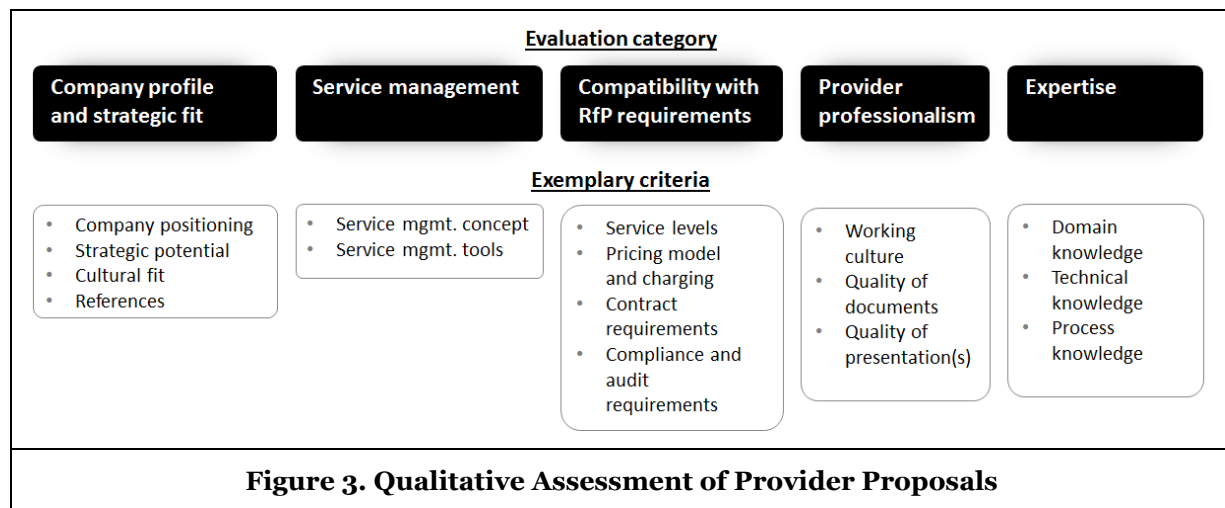 Evaluation category
Company profile
and strategic fit
Service management
Compatibility with
RfP requirements
Provider
professionalism
Expertise
Exemplary criteria
• Company positioning
• Strategic potential
• Cultural fit
• References
• Service mgmt. concept
• Service mgmt. tools
• Service levels
• Pricing model
and charging
• Contract
requirements
• Compliance and
audit
requirements
• Working
culture
• Quality of
documents
• Quality of
presentation(s)
• Domain
knowledge
• Technical
knowledge
• Process
knowledge
Figure 3. Qualitative Assessment of Provider Proposals